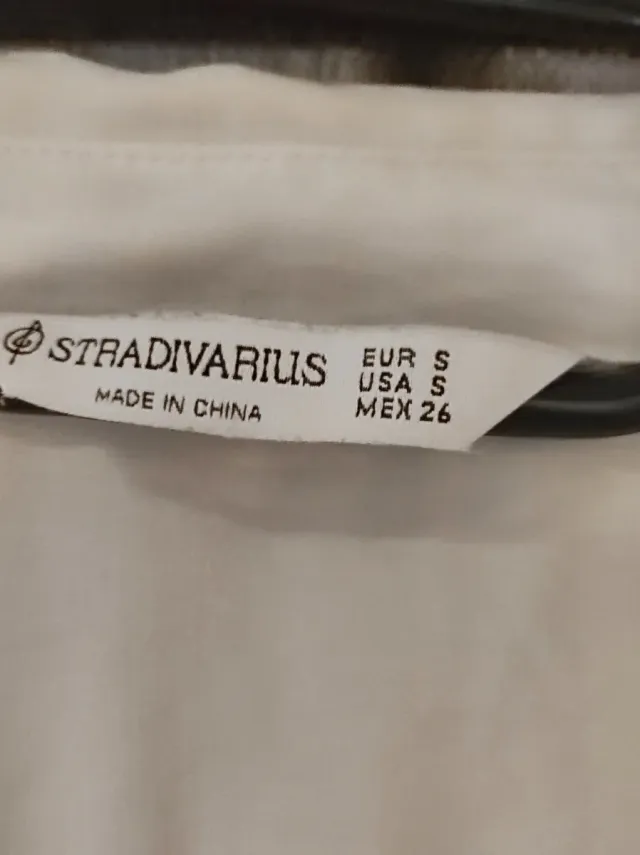 STRADIVARIUS
MADE IN CHINA
EUR S
USA S
MEX 26